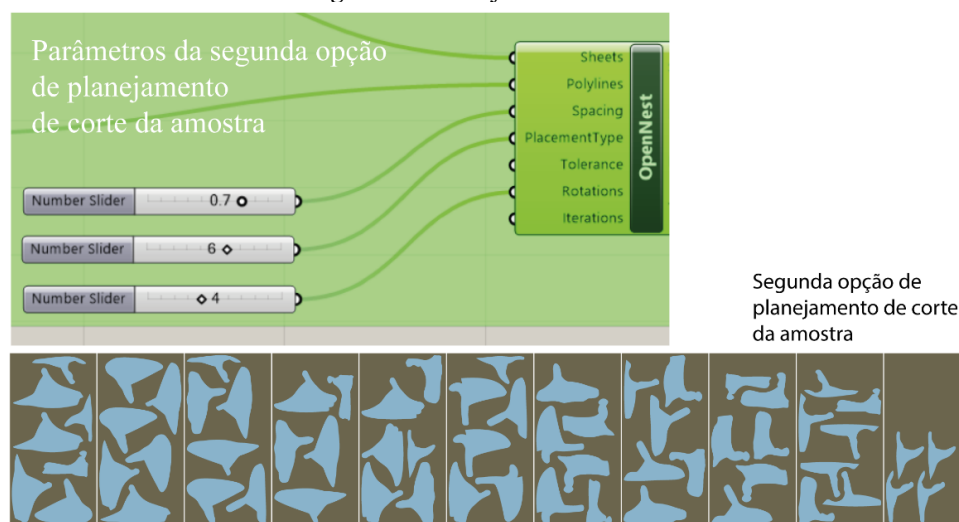 Parâmetros da segunda opção
de planejamento
de corte da amostra
Sheets
Polylines
Spacing
PlacementType
Tolerance
Rotations
Iterations
OpenNest
Number Slider 0.7
Number Slider 6
Number Slider 4
Segunda opção de
planejamento de corte
da amostra